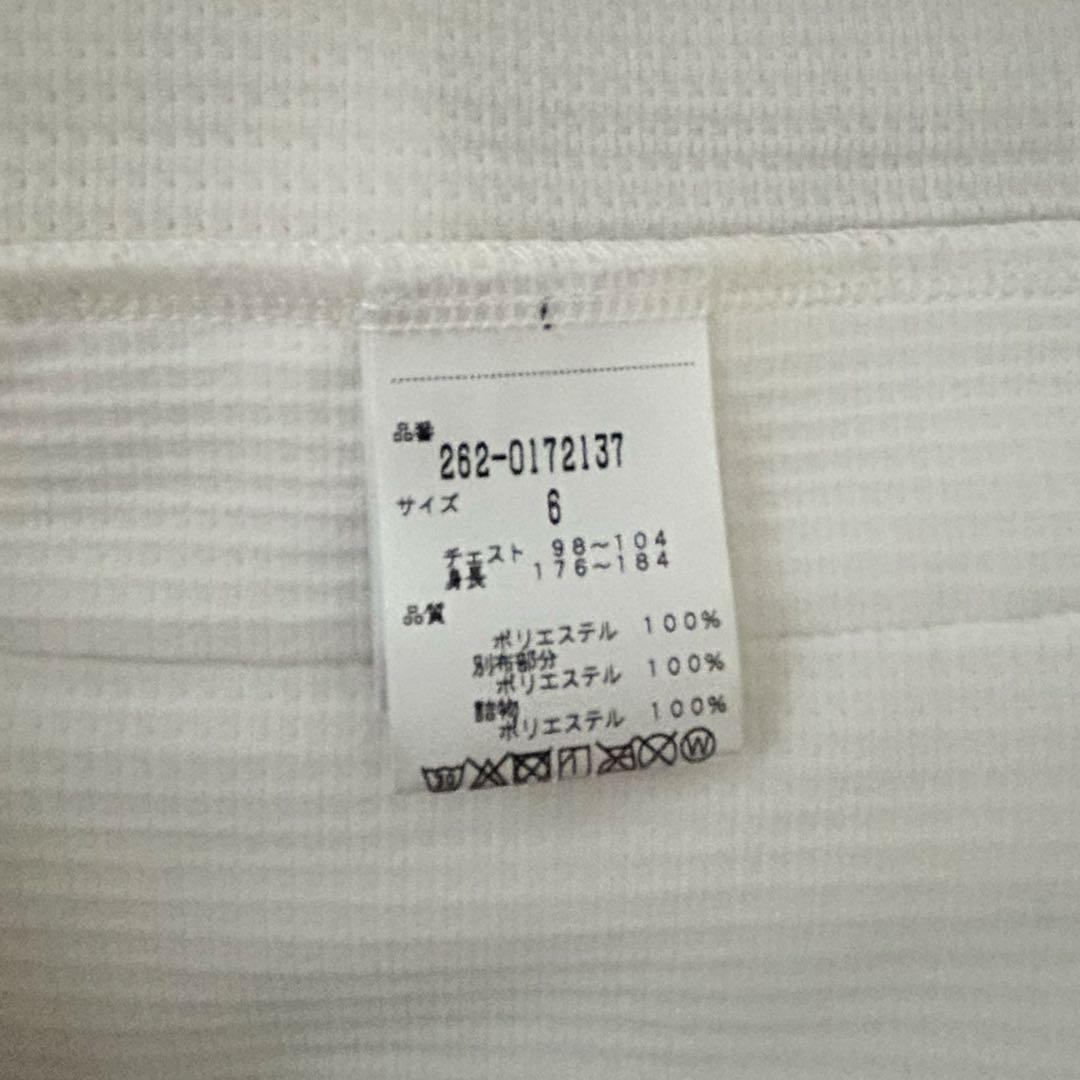 品番
262-0172137
サイズ 6
チェスト 98〜104
身長 176〜184
品質
ポリエステル 100%
別布部分
ポリエステル 100%
詰物
ポリエステル 100%